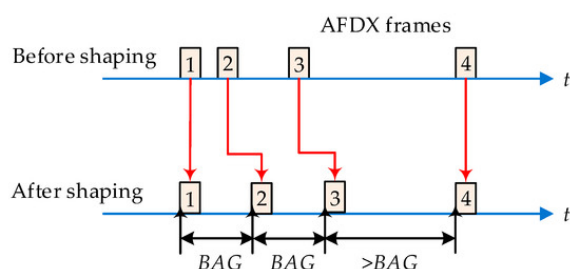 AFDX frames
Before shaping 1 2 3 4 t
After shaping 1 2 3 4 t
BAG BAG >BAG